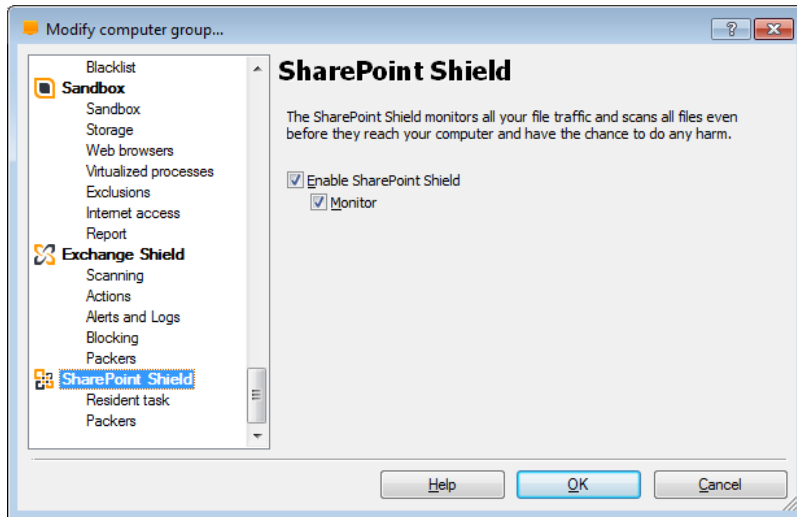 Modify computer group...
Blacklist
Sandbox
Sandbox
Storage
Web browsers
Virtualized processes
Exclusions
Internet access
Report
Exchange Shield
Scanning
Actions
Alerts and Logs
Blocking
Packers
SharePoint Shield
Resident task
Packers
SharePoint Shield
The SharePoint Shield monitors all your file traffic and scans all files even
before they reach your computer and have the chance to do any harm.
Enable SharePoint Shield
Monitor
Help
OK
Cancel